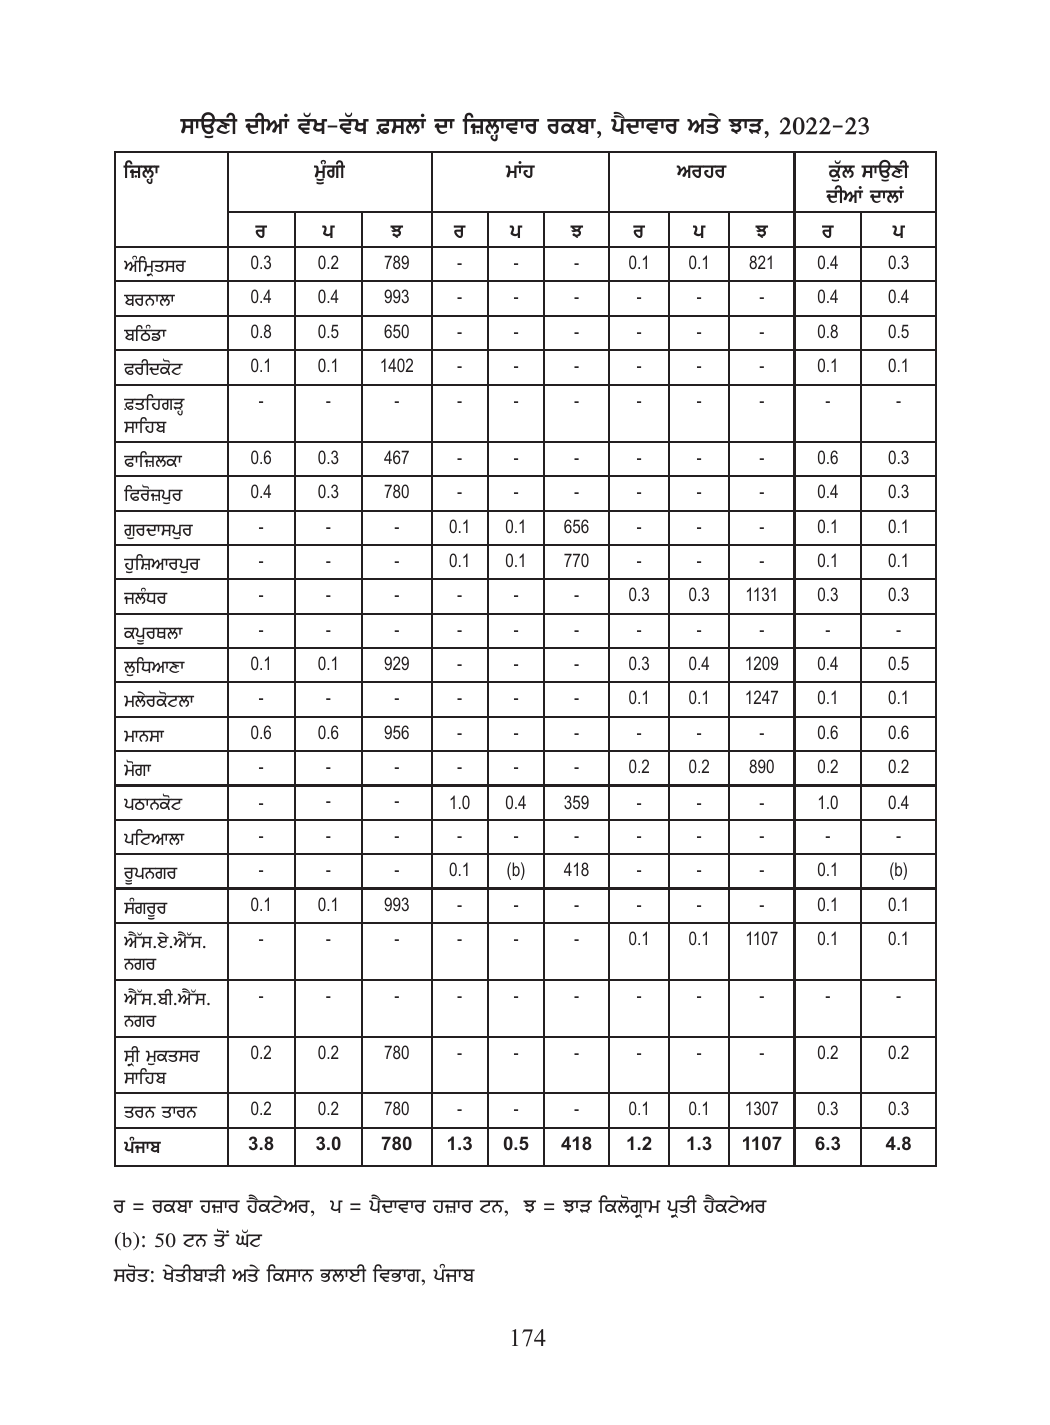 ਸਾਉਣੀ ਦੀਆਂ ਵੱਖ-ਵੱਖ ਫ਼ਸਲਾਂ ਦਾ ਜ਼ਿਲ੍ਹਾਵਾਰ ਰਕਬਾ, ਪੈਦਾਵਾਰ ਅਤੇ ਝਾੜ, 2022-23
ਜ਼ਿਲ੍ਹਾ ਮੂੰਗੀ ਮਾਂਹ ਅਰਹਰ ਕੁੱਲ ਸਾਉਣੀ
ਦੀਆਂ ਦਾਲਾਂ
ਰ ਪ ਝ ਰ ਪ ਝ ਰ ਪ ਝ ਰ ਪ
ਅੰਮ੍ਰਿਤਸਰ 0.3 0.2 789 - - - 0.1 0.1 821 0.4 0.3
ਬਰਨਾਲਾ 0.4 0.4 993 - - - - - - 0.4 0.4
ਬਠਿੰਡਾ 0.8 0.5 650 - - - - - - 0.8 0.5
ਫਰੀਦਕੋਟ 0.1 0.1 1402 - - - - - - 0.1 0.1
ਫ਼ਤਹਿਗੜ੍ਹ - - - - - - - - - - -
ਸਾਹਿਬ
ਫਾਜ਼ਿਲਕਾ 0.6 0.3 467 - - - - - - 0.6 0.3
ਫਿਰੋਜ਼ਪੁਰ 0.4 0.3 780 - - - - - - 0.4 0.3
ਗੁਰਦਾਸਪੁਰ - - - 0.1 0.1 656 - - - 0.1 0.1
ਹੁਸ਼ਿਆਰਪੁਰ - - - 0.1 0.1 770 - - - 0.1 0.1
ਜਲੰਧਰ - - - - - - 0.3 0.3 1131 0.3 0.3
ਕਪੂਰਥਲਾ - - - - - - - - - - -
ਲੁਧਿਆਣਾ 0.1 0.1 929 - - - 0.3 0.4 1209 0.4 0.5
ਮਲੇਰਕੋਟਲਾ - - - - - - 0.1 0.1 1247 0.1 0.1
ਮਾਨਸਾ 0.6 0.6 956 - - - - - - 0.6 0.6
ਮੋਗਾ - - - - - - 0.2 0.2 890 0.2 0.2
ਪਠਾਨਕੋਟ - - - 1.0 0.4 359 - - - 1.0 0.4
ਪਟਿਆਲਾ - - - - - - - - - - -
ਰੂਪਨਗਰ - - - 0.1 (b) 418 - - - 0.1 (b)
ਸੰਗਰੂਰ 0.1 0.1 993 - - - - - - 0.1 0.1
ਐੱਸ.ਏ.ਐੱਸ. - - - - - - 0.1 0.1 1107 0.1 0.1
ਨਗਰ
ਐੱਸ.ਬੀ.ਐੱਸ. - - - - - - - - - - -
ਨਗਰ
ਸ੍ਰੀ ਮੁਕਤਸਰ 0.2 0.2 780 - - - - - - 0.2 0.2
ਸਾਹਿਬ
ਤਰਨ ਤਾਰਨ 0.2 0.2 780 - - - 0.1 0.1 1307 0.3 0.3
ਪੰਜਾਬ 3.8 3.0 780 1.3 0.5 418 1.2 1.3 1107 6.3 4.8
ਰ = ਰਕਬਾ ਹਜ਼ਾਰ ਹੈਕਟੇਅਰ, ਪ = ਪੈਦਾਵਾਰ ਹਜ਼ਾਰ ਟਨ, ਝ = ਝਾੜ ਕਿਲੋਗ੍ਰਾਮ ਪ੍ਰਤੀ ਹੈਕਟੇਅਰ
(b): 50 ਟਨ ਤੋਂ ਘੱਟ
ਸਰੋਤ: ਖੇਤੀਬਾੜੀ ਅਤੇ ਕਿਸਾਨ ਭਲਾਈ ਵਿਭਾਗ, ਪੰਜਾਬ
174